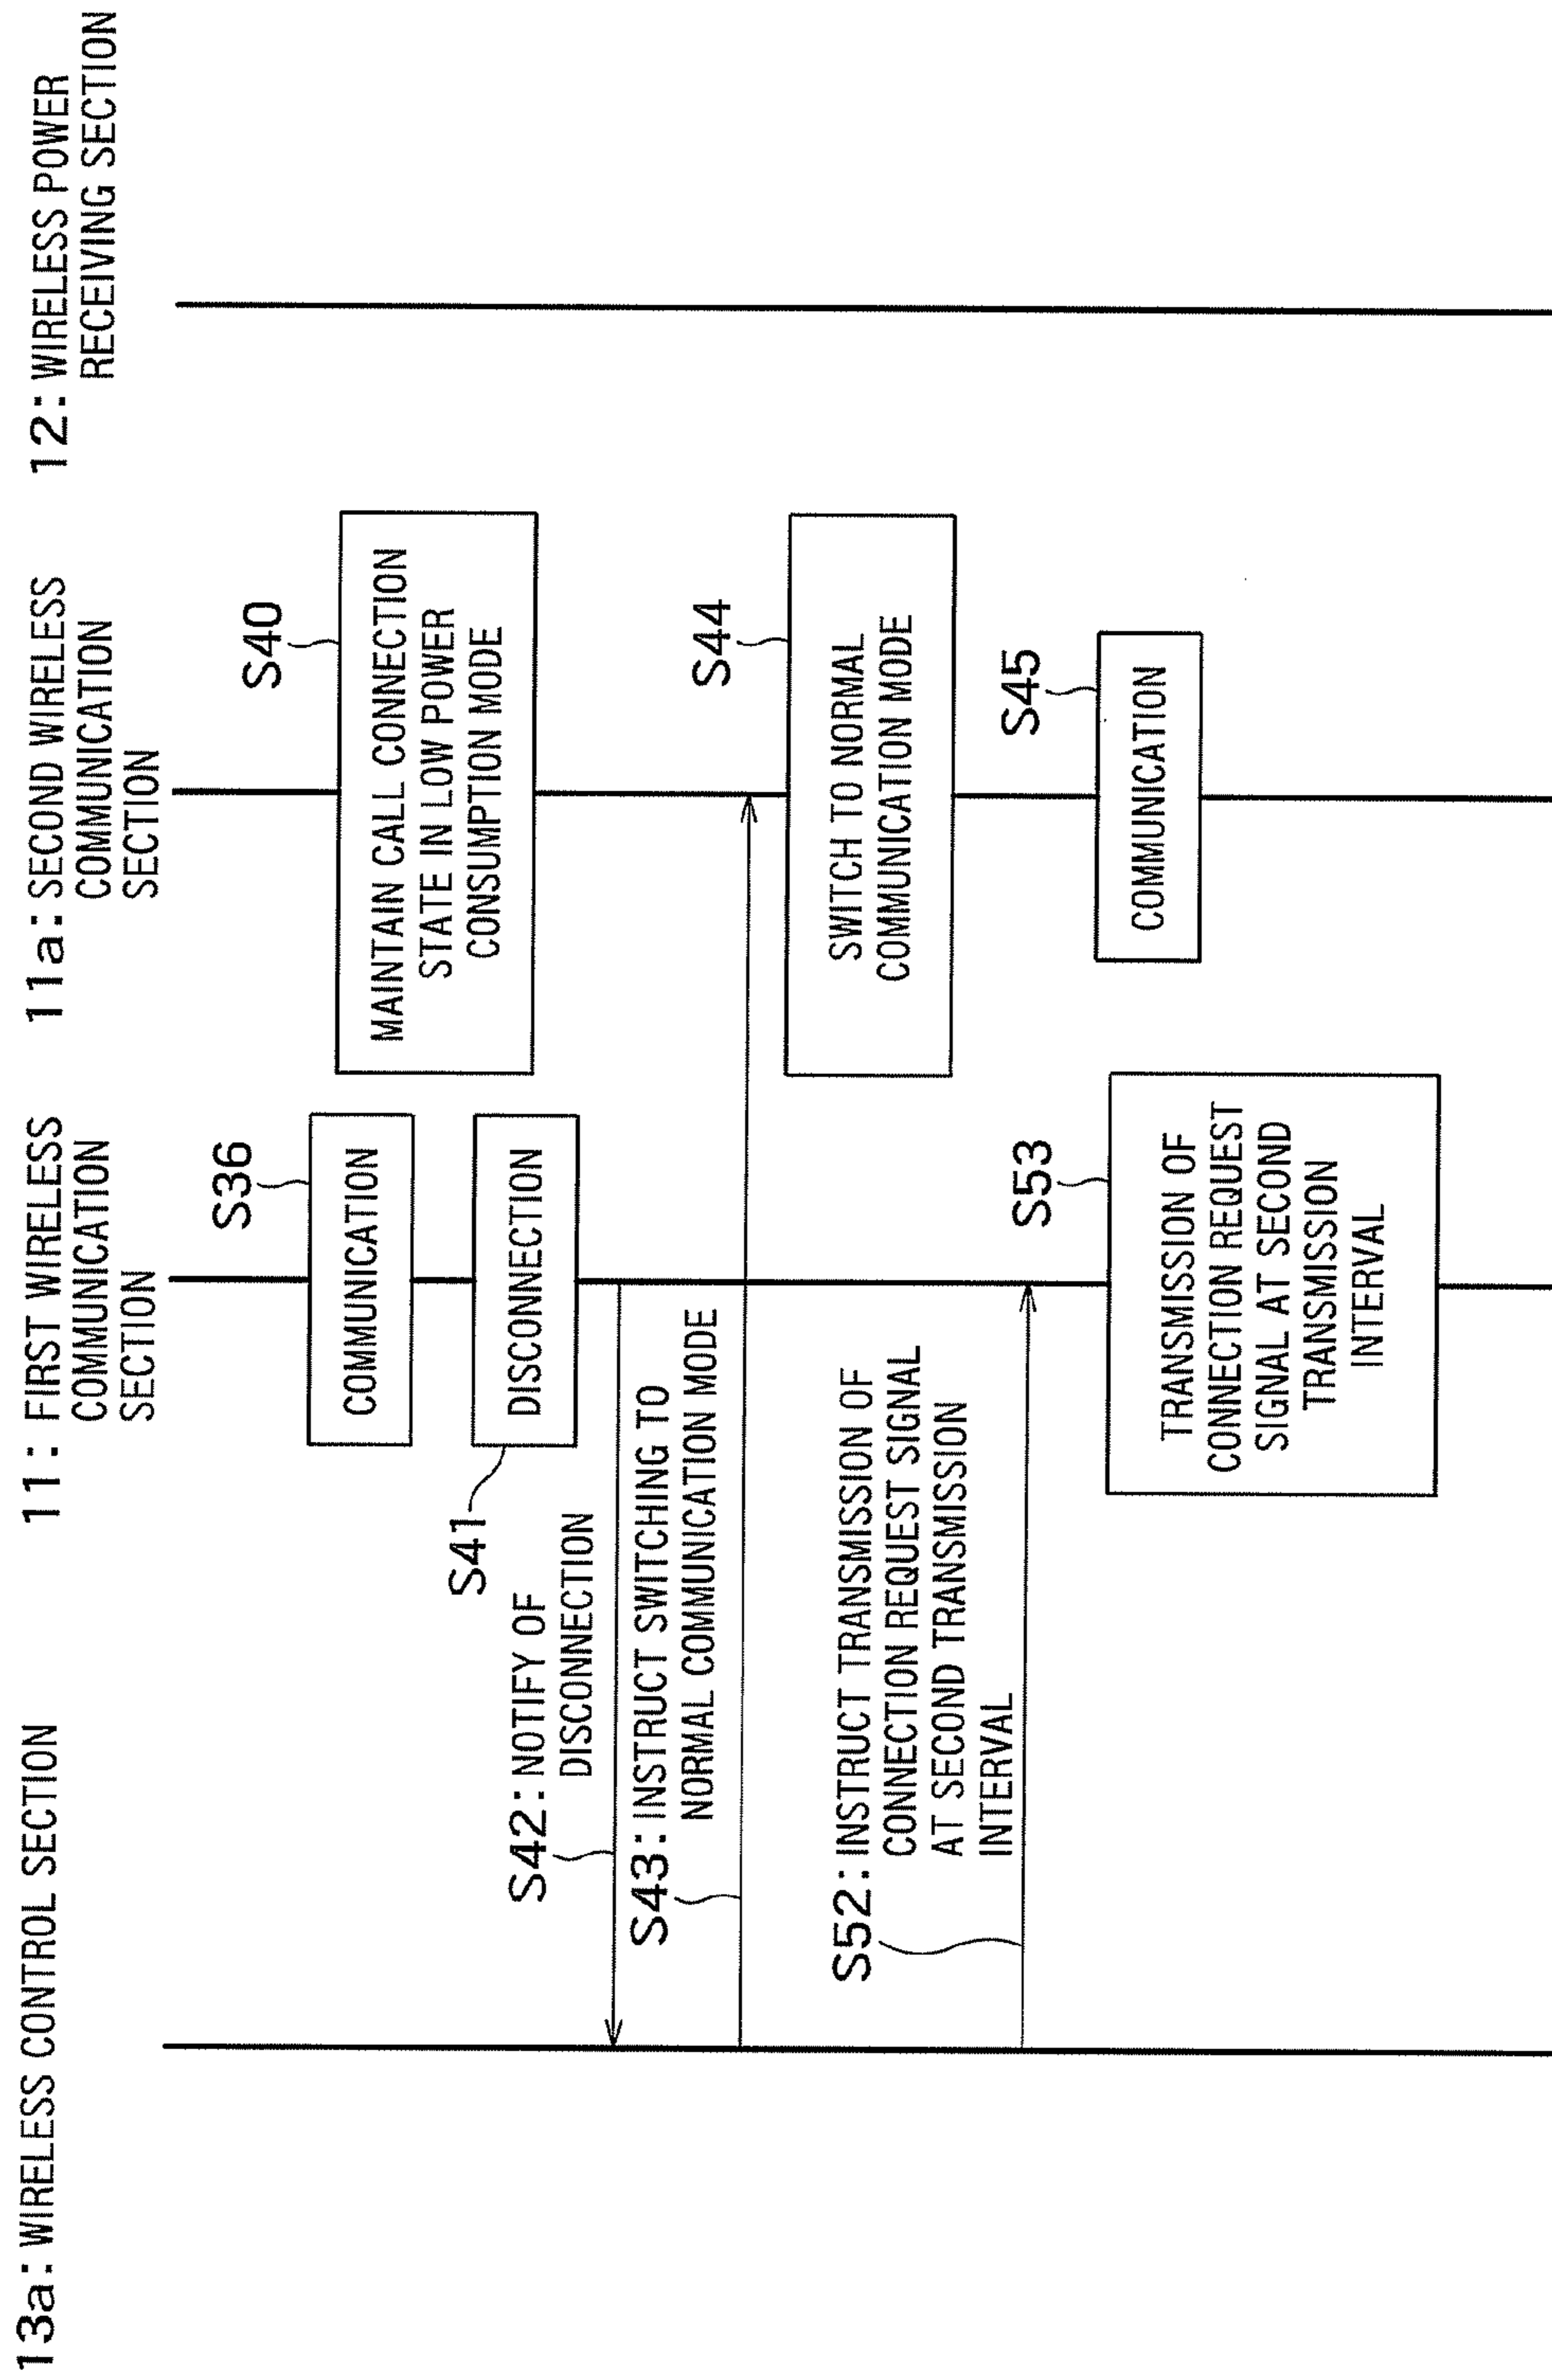 13a: WIRELESS CONTROL SECTION
11: FIRST WIRELESS
COMMUNICATION
SECTION
11a: SECOND WIRELESS
COMMUNICATION
SECTION
12: WIRELESS POWER
RECEIVING SECTION
S36
COMMUNICATION
S40
MAINTAIN CALL CONNECTION
STATE IN LOW POWER
CONSUMPTION MODE
S41
DISCONNECTION
S42: NOTIFY OF
DISCONNECTION
S43: INSTRUCT SWITCHING TO
NORMAL COMMUNICATION MODE
S44
SWITCH TO NORMAL
COMMUNICATION MODE
S45
COMMUNICATION
S52: INSTRUCT TRANSMISSION OF
CONNECTION REQUEST SIGNAL
AT SECOND TRANSMISSION
INTERVAL
S53
TRANSMISSION OF
CONNECTION REQUEST
SIGNAL AT SECOND
TRANSMISSION
INTERVAL